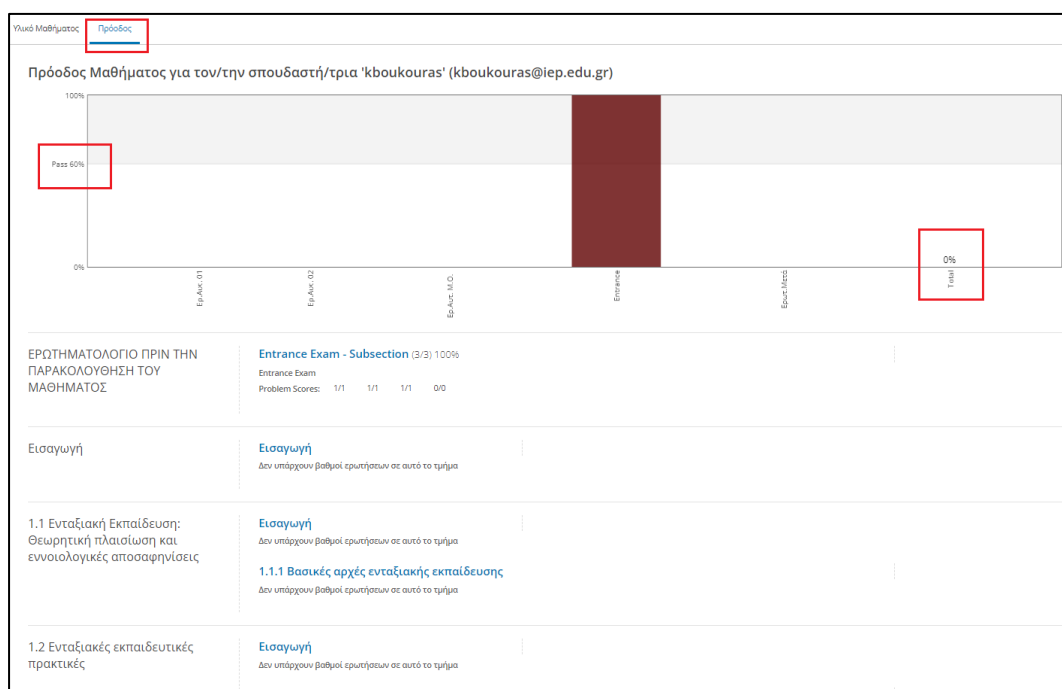 Υλικό Μαθήματος Πρόοδος
Πρόοδος Μαθήματος για τον/την σπουδαστή/τρια 'kboukouras' (kboukouras@iep.edu.gr)
100%
Pass 60%
0%
0%
Ερ.Αυκ. 01
Ερ.Αυκ. 02
Ερ.Αυτ. Μ.Ο.
Entrance
Ερωτ.Μετά
Total
ΕΡΩΤΗΜΑΤΟΛΟΓΙΟ ΠΡΙΝ ΤΗΝ
ΠΑΡΑΚΟΛΟΥΘΗΣΗ ΤΟΥ
ΜΑΘΗΜΑΤΟΣ
Entrance Exam - Subsection (3/3) 100%
Entrance Exam
Problem Scores: 1/1 1/1 1/1 0/0
Εισαγωγή
Εισαγωγή
Δεν υπάρχουν βαθμοί ερωτήσεων σε αυτό το τμήμα
1.1 Ενταξιακή Εκπαίδευση:
Θεωρητική πλαισίωση και
εννοιολογικές αποσαφηνίσεις
Εισαγωγή
Δεν υπάρχουν βαθμοί ερωτήσεων σε αυτό το τμήμα
1.1.1 Βασικές αρχές ενταξιακής εκπαίδευσης
Δεν υπάρχουν βαθμοί ερωτήσεων σε αυτό το τμήμα
1.2 Ενταξιακές εκπαιδευτικές
πρακτικές
Εισαγωγή
Δεν υπάρχουν βαθμοί ερωτήσεων σε αυτό το τμήμα